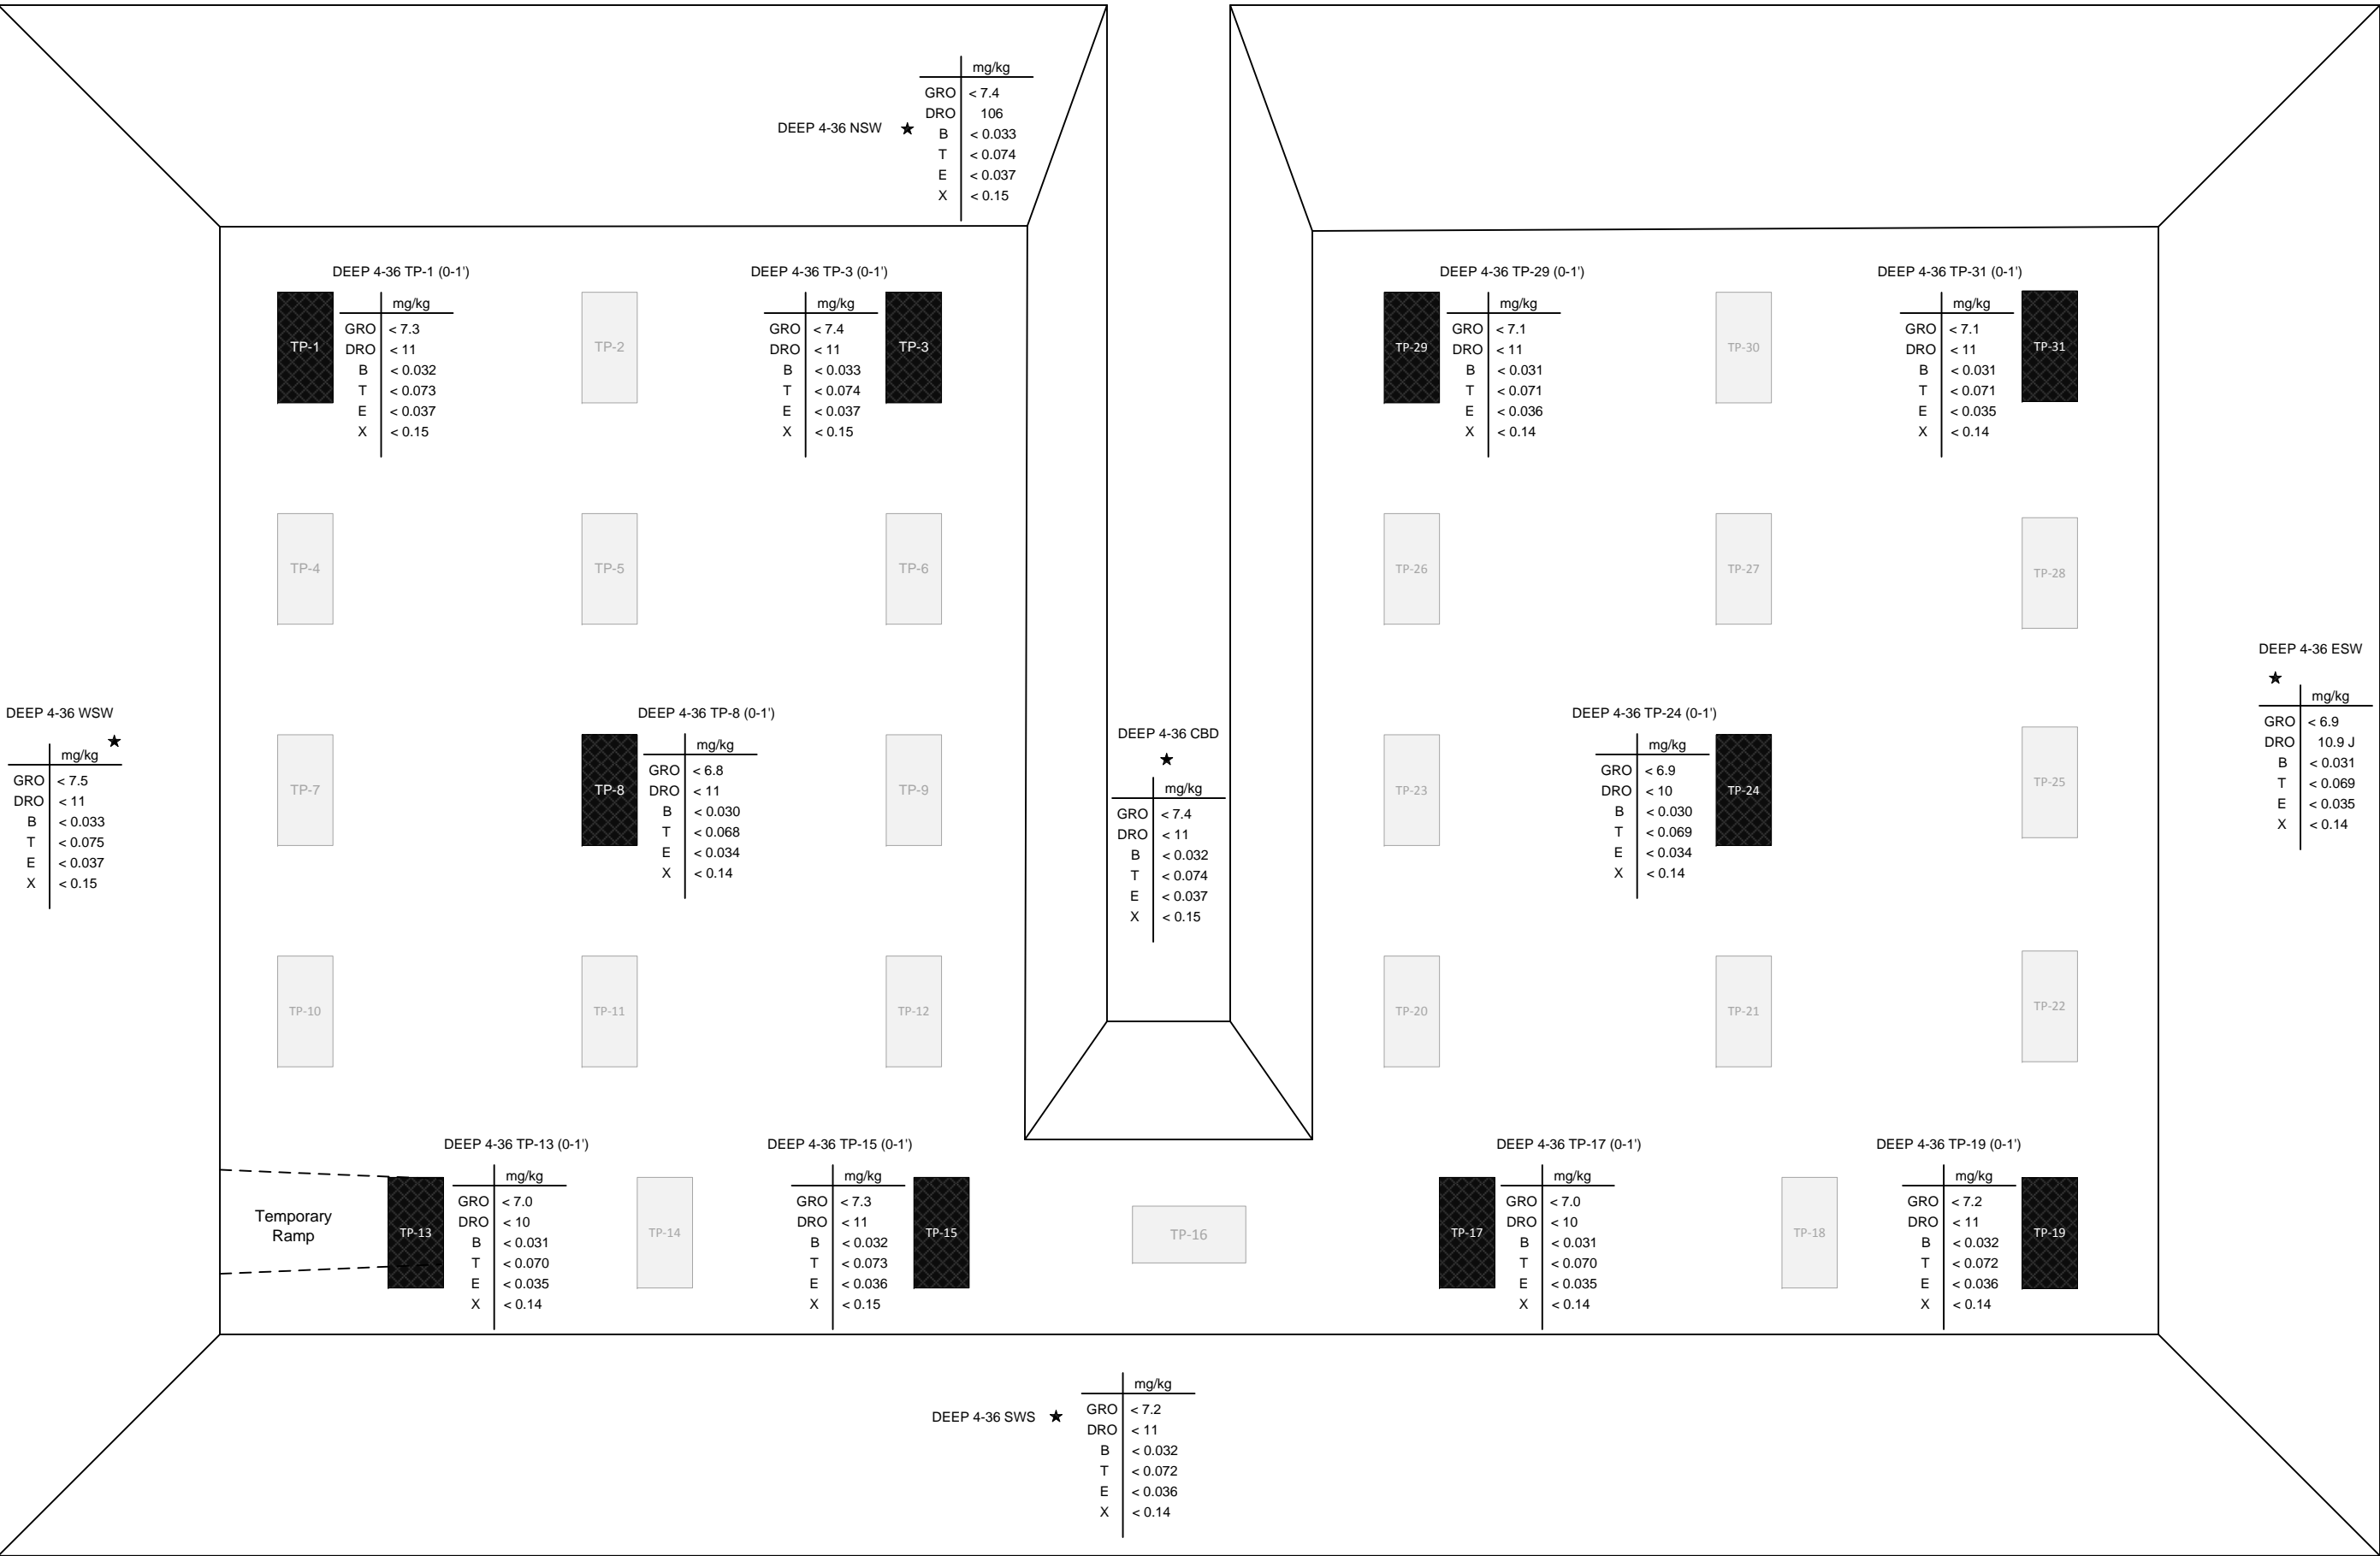 mg/kg
GRO < 7.4
DRO 106
B < 0.033
T < 0.074
E < 0.037
X < 0.15
DEEP 4-36 NSW
DEEP 4-36 TP-1 (0-1')
TP-1
mg/kg
GRO < 7.3
DRO < 11
B < 0.032
T < 0.073
E < 0.037
X < 0.15
TP-2
DEEP 4-36 TP-3 (0-1')
mg/kg
GRO < 7.4
DRO < 11
B < 0.033
T < 0.074
E < 0.037
X < 0.15
TP-3
DEEP 4-36 TP-29 (0-1')
TP-29
mg/kg
GRO < 7.1
DRO < 11
B < 0.031
T < 0.071
E < 0.036
X < 0.14
TP-30
DEEP 4-36 TP-31 (0-1')
mg/kg
GRO < 7.1
DRO < 11
B < 0.031
T < 0.071
E < 0.035
X < 0.14
TP-31
TP-4
TP-5
TP-6
TP-26
TP-27
TP-28
DEEP 4-36 WSW
mg/kg
GRO < 7.5
DRO < 11
B < 0.033
T < 0.075
E < 0.037
X < 0.15
TP-7
DEEP 4-36 TP-8 (0-1')
TP-8
mg/kg
GRO < 6.8
DRO < 11
B < 0.030
T < 0.068
E < 0.034
X < 0.14
TP-9
DEEP 4-36 CBD
mg/kg
GRO < 7.4
DRO < 11
B < 0.032
T < 0.074
E < 0.037
X < 0.15
TP-23
DEEP 4-36 TP-24 (0-1')
mg/kg
GRO < 6.9
DRO < 10
B < 0.030
T < 0.069
E < 0.034
X < 0.14
TP-24
TP-25
DEEP 4-36 ESW
mg/kg
GRO < 6.9
DRO 10.9 J
B < 0.031
T < 0.069
E < 0.035
X < 0.14
TP-10
TP-11
TP-12
TP-20
TP-21
TP-22
Temporary
Ramp
DEEP 4-36 TP-13 (0-1')
TP-13
mg/kg
GRO < 7.0
DRO < 10
B < 0.031
T < 0.070
E < 0.035
X < 0.14
TP-14
DEEP 4-36 TP-15 (0-1')
mg/kg
GRO < 7.3
DRO < 11
B < 0.032
T < 0.073
E < 0.036
X < 0.15
TP-15
TP-16
DEEP 4-36 TP-17 (0-1')
TP-17
mg/kg
GRO < 7.0
DRO < 10
B < 0.031
T < 0.070
E < 0.035
X < 0.14
TP-18
DEEP 4-36 TP-19 (0-1')
mg/kg
GRO < 7.2
DRO < 11
B < 0.032
T < 0.072
E < 0.036
X < 0.14
TP-19
DEEP 4-36 SWS
mg/kg
GRO < 7.2
DRO < 11
B < 0.032
T < 0.072
E < 0.036
X < 0.14